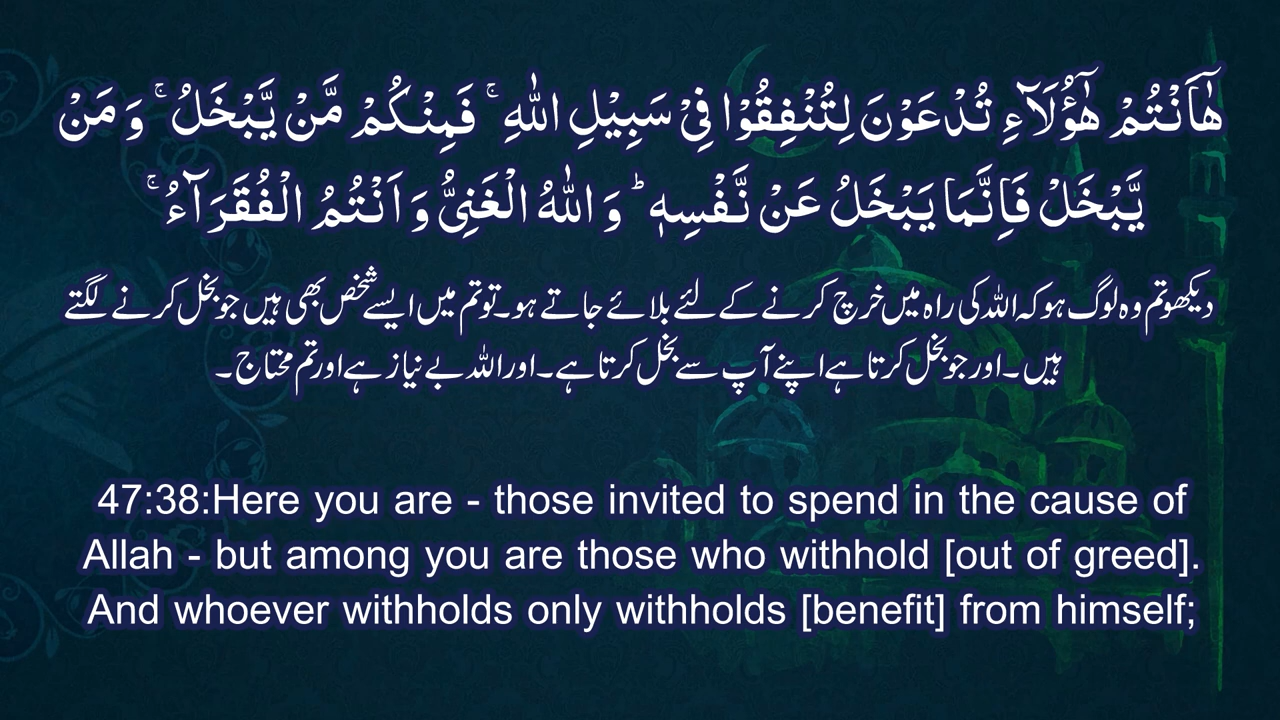 هٰۤاَنْتُمْ هٰۤؤُلَآءِ تُدْعَوْنَ لِتُنْفِقُوْا فِیْ سَبِیْلِ اللّٰهِ ۚ فَمِنْكُمْ مَّنْ یَّبْخَلُ ۚ وَ مَنْ
یَّبْخَلْ فَاِنَّمَا یَبْخَلُ عَنْ نَّفْسِهٖ ؕ وَ اللّٰهُ الْغَنِیُّ وَ اَنْتُمُ الْفُقَرَآءُ ۚ
دیکھو تم وہ لوگ ہو کہ اللہ کی راہ میں خرچ کرنے کے لئے بلائے جاتے ہو۔ تو تم میں ایسے شخص بھی ہیں جو بخل کرنے لگتے
ہیں۔ اور جو بخل کرتا ہے اپنے آپ سے بخل کرتا ہے۔ اور اللہ بے نیاز ہے اور تم محتاج۔
47:38:Here you are - those invited to spend in the cause of
Allah - but among you are those who withhold [out of greed].
And whoever withholds only withholds [benefit] from himself;